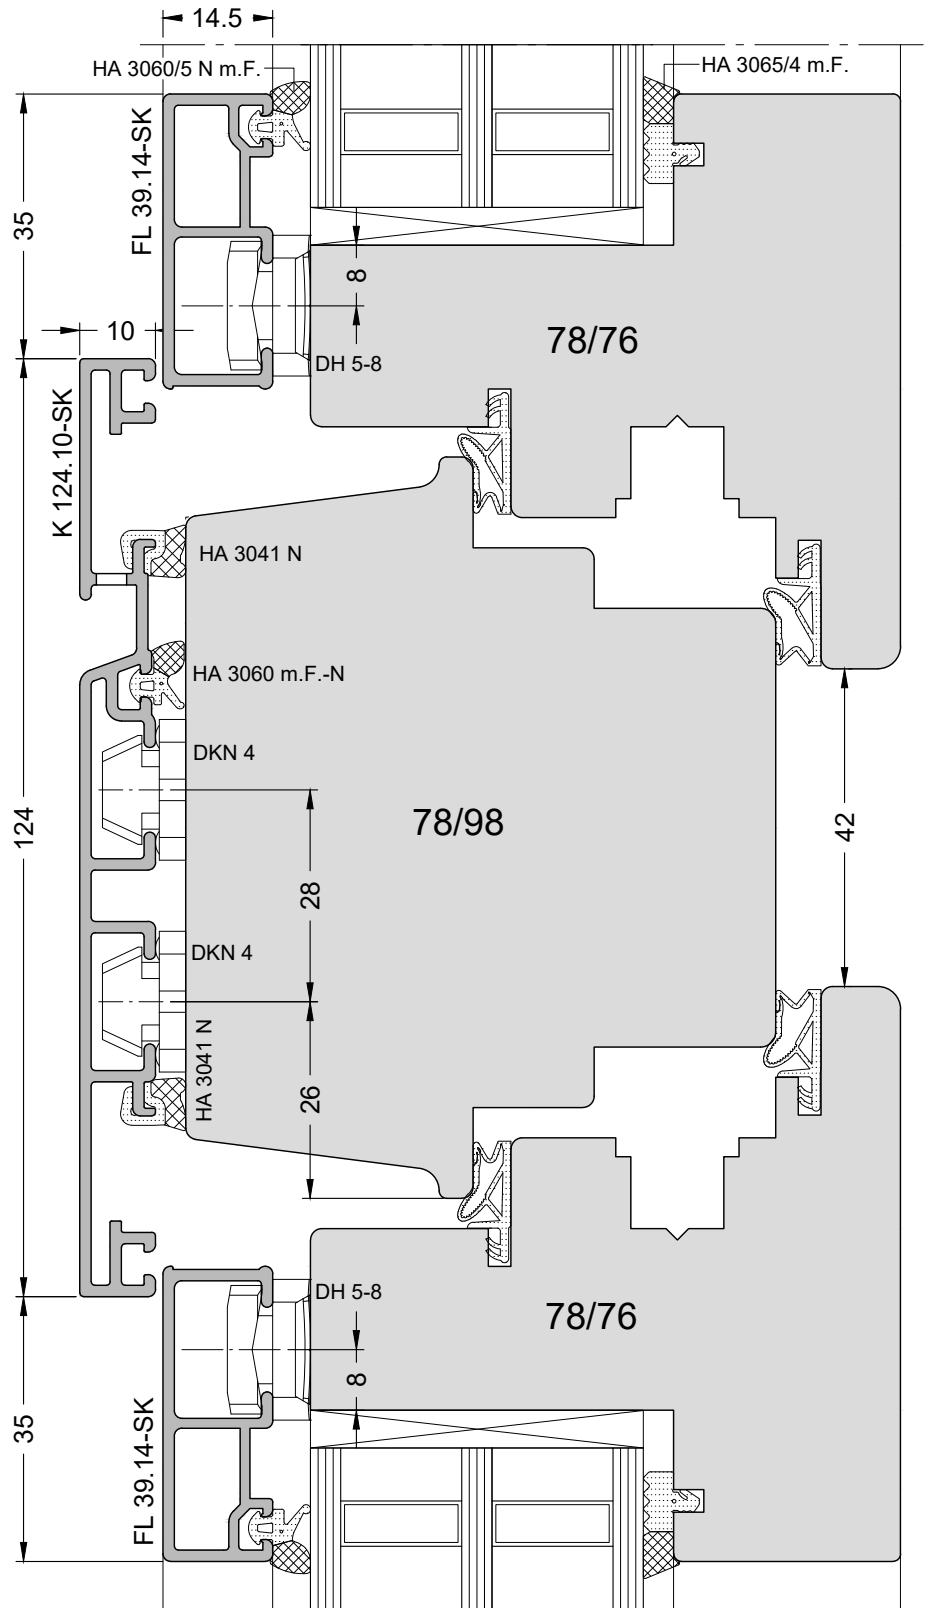 14.5
HA 3060/5 N m.F.
HA 3065/4 m.F.
FL 39.14-SK
35
8
10
78/76
DH 5-8
K 124.10-SK
HA 3041 N
HA 3060 m.F.-N
DKN 4
78/98
124
42
28
DKN 4
HA 3041 N
26
DH 5-8
78/76
8
FL 39.14-SK
35